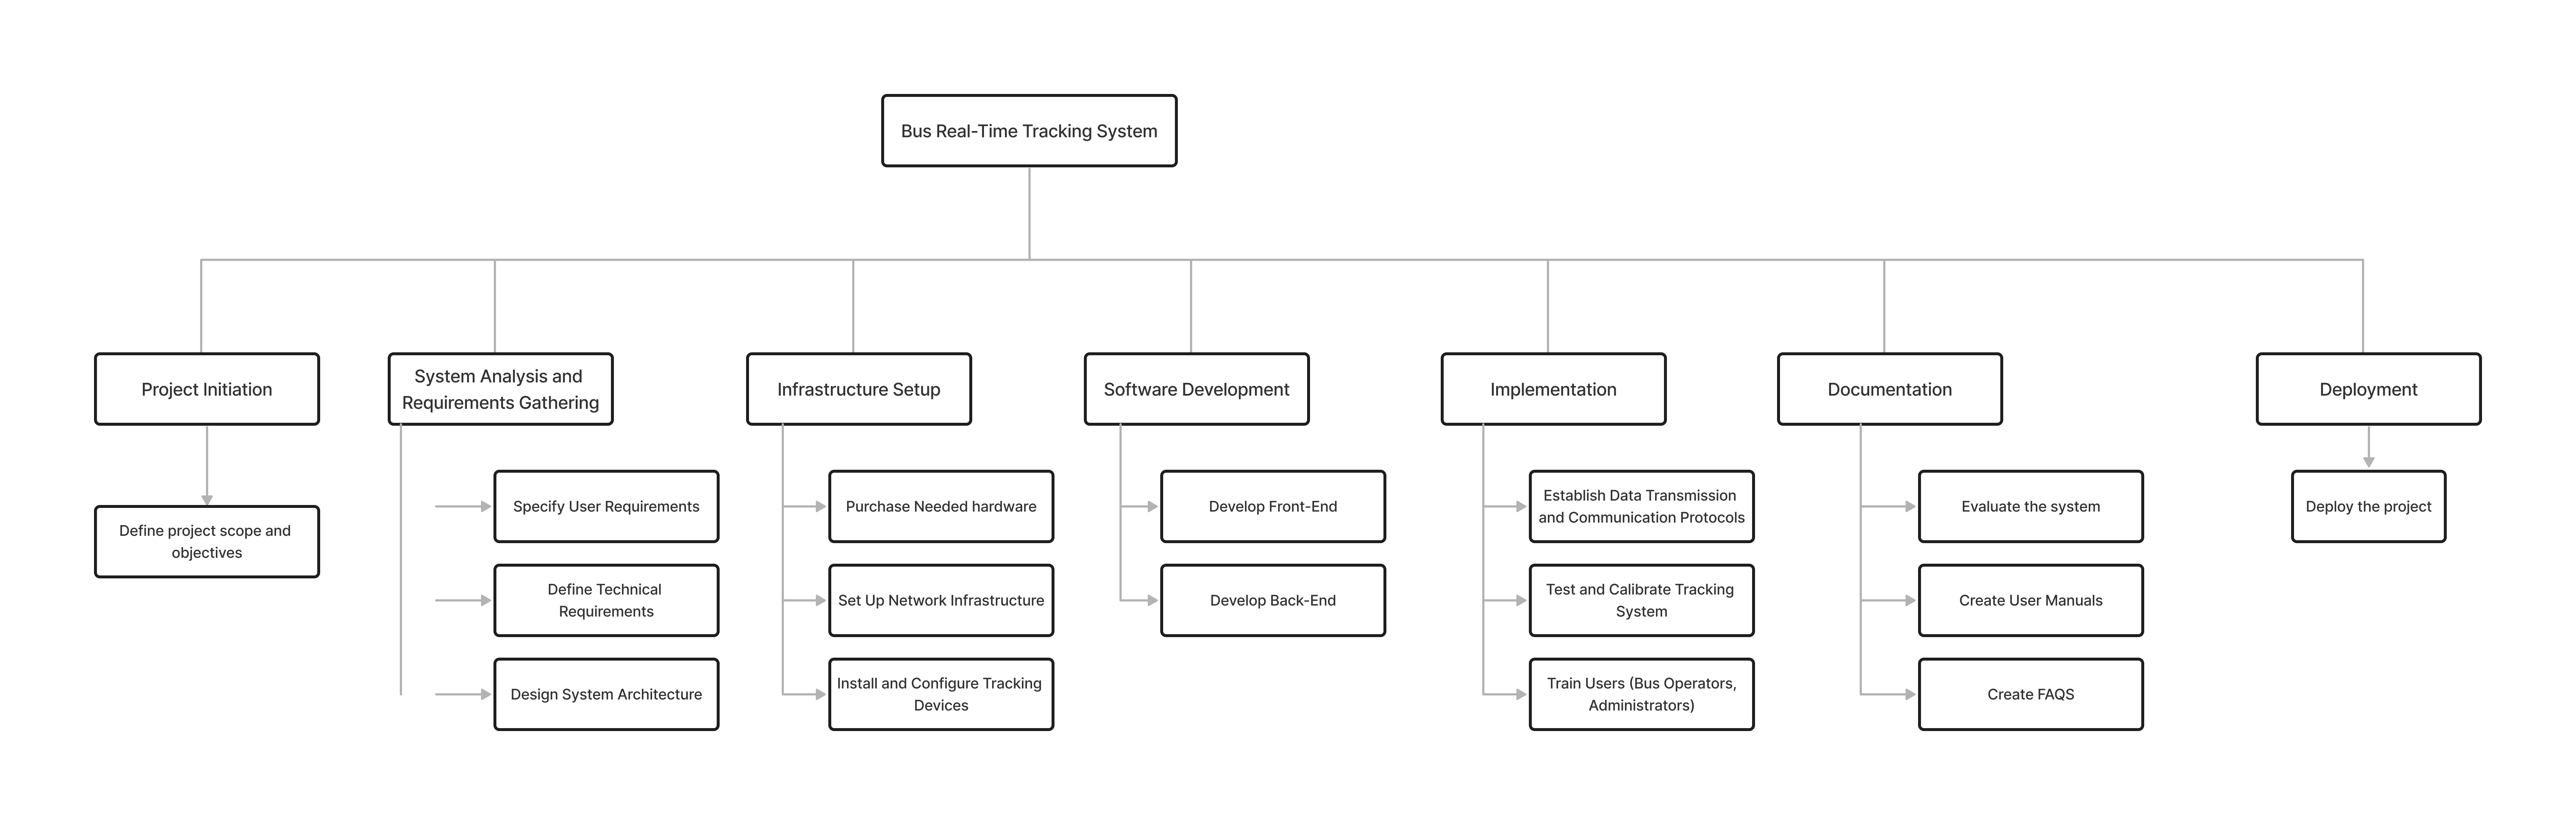 Bus Real-Time Tracking System
Project Initiation
Define project scope and
objectives
System Analysis and
Requirements Gathering
Specify User Requirements
Define Technical
Requirements
Design System Architecture
Infrastructure Setup
Purchase Needed hardware
Set Up Network Infrastructure
Install and Configure Tracking
Devices
Software Development
Develop Front-End
Develop Back-End
Implementation
Establish Data Transmission
and Communication Protocols
Test and Calibrate Tracking
System
Train Users (Bus Operators,
Administrators)
Documentation
Evaluate the system
Create User Manuals
Create FAQS
Deployment
Deploy the project